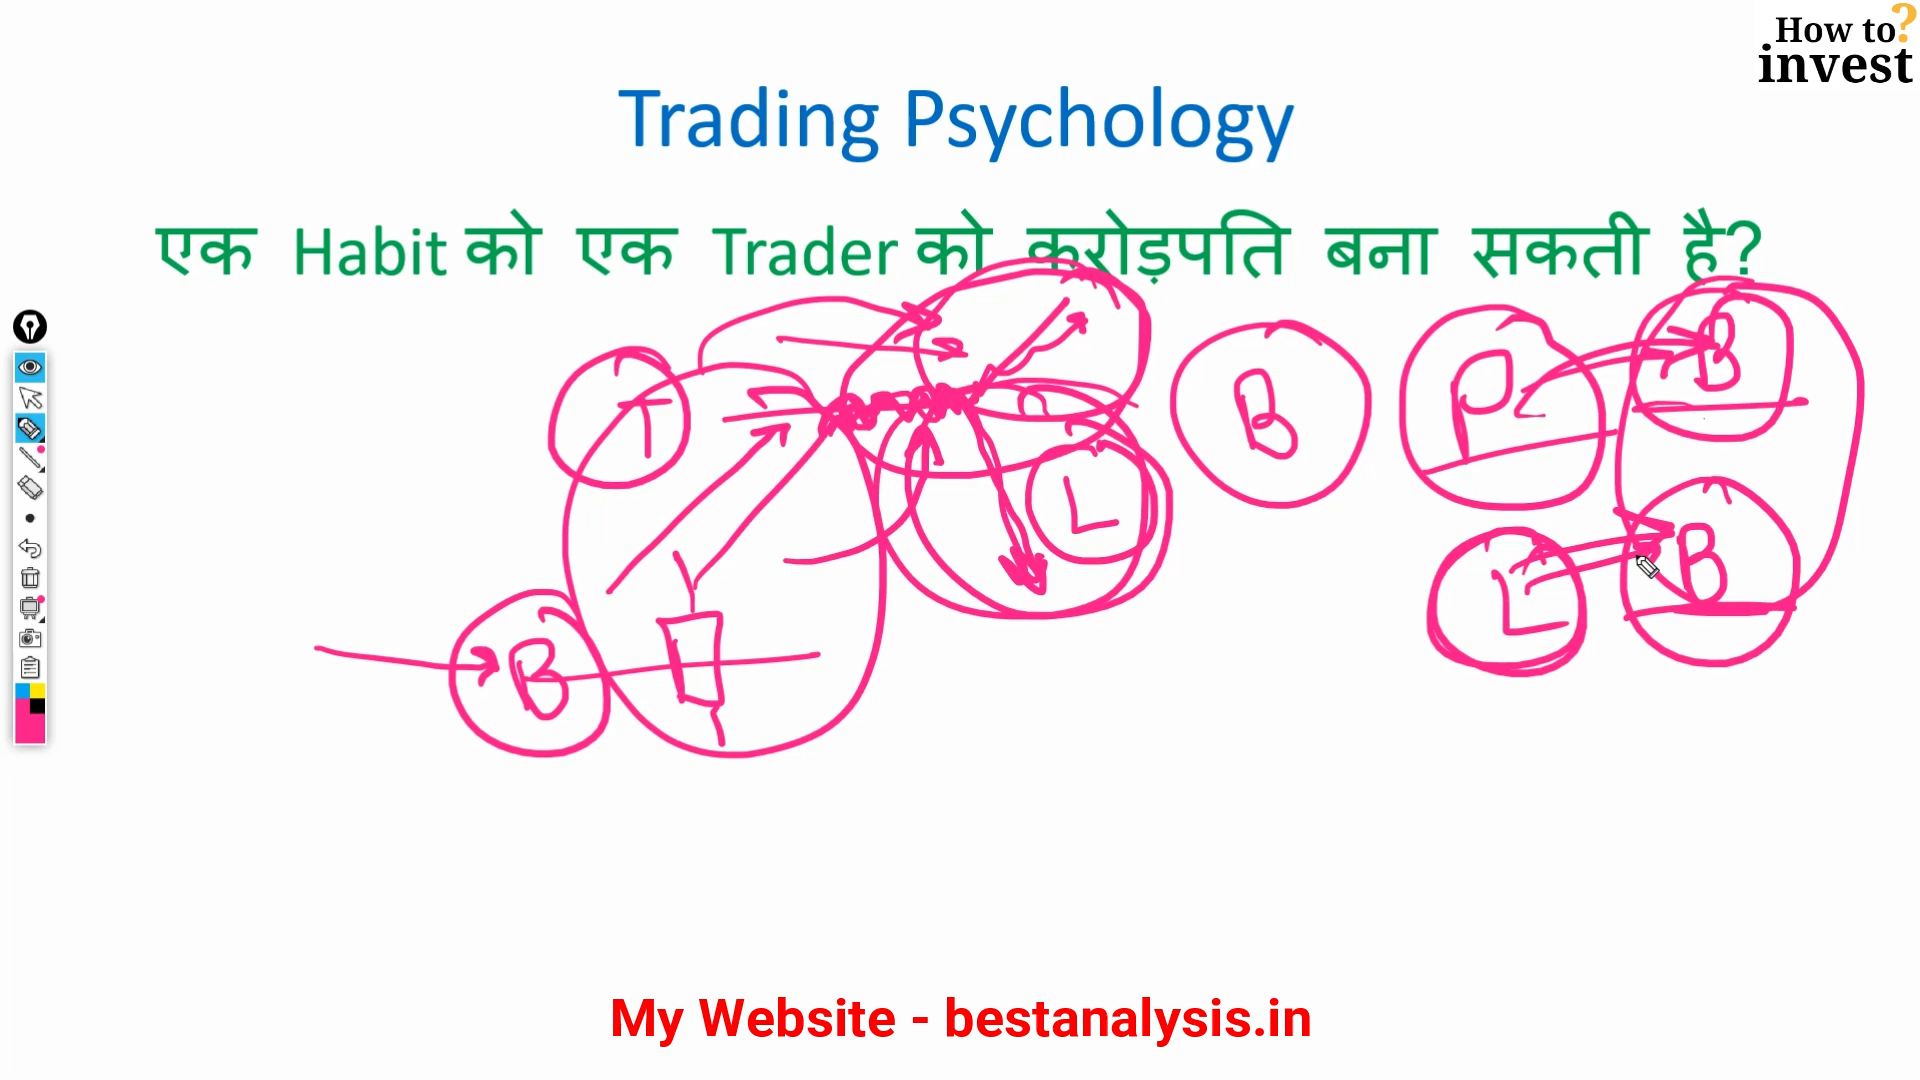 How to?
invest
Trading Psychology
एक Habit को एक Trader को करोड़पति बना सकती है?
T
B
L
B
P
B
L
B
My Website - bestanalysis.in